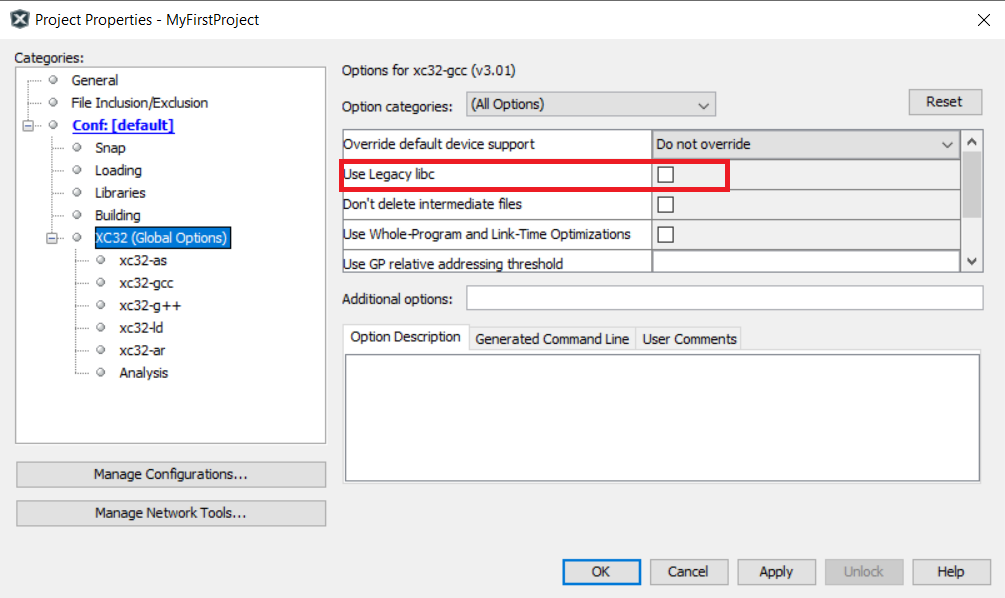 Project Properties - MyFirstProject
Categories:
General
File Inclusion/Exclusion
Conf: [default]
Snap
Loading
Libraries
Building
XC32 (Global Options)
xc32-as
xc32-gcc
xc32-g++
xc32-ld
xc32-ar
Analysis
Manage Configurations...
Manage Network Tools...
Options for xc32-gcc (v3.01)
Option categories: (All Options) Reset
Override default device support Do not override
Use Legacy libc
Don't delete intermediate files
Use Whole-Program and Link-Time Optimizations
Use GP relative addressing threshold
Additional options:
Option Description Generated Command Line User Comments
OK Cancel Apply Unlock Help